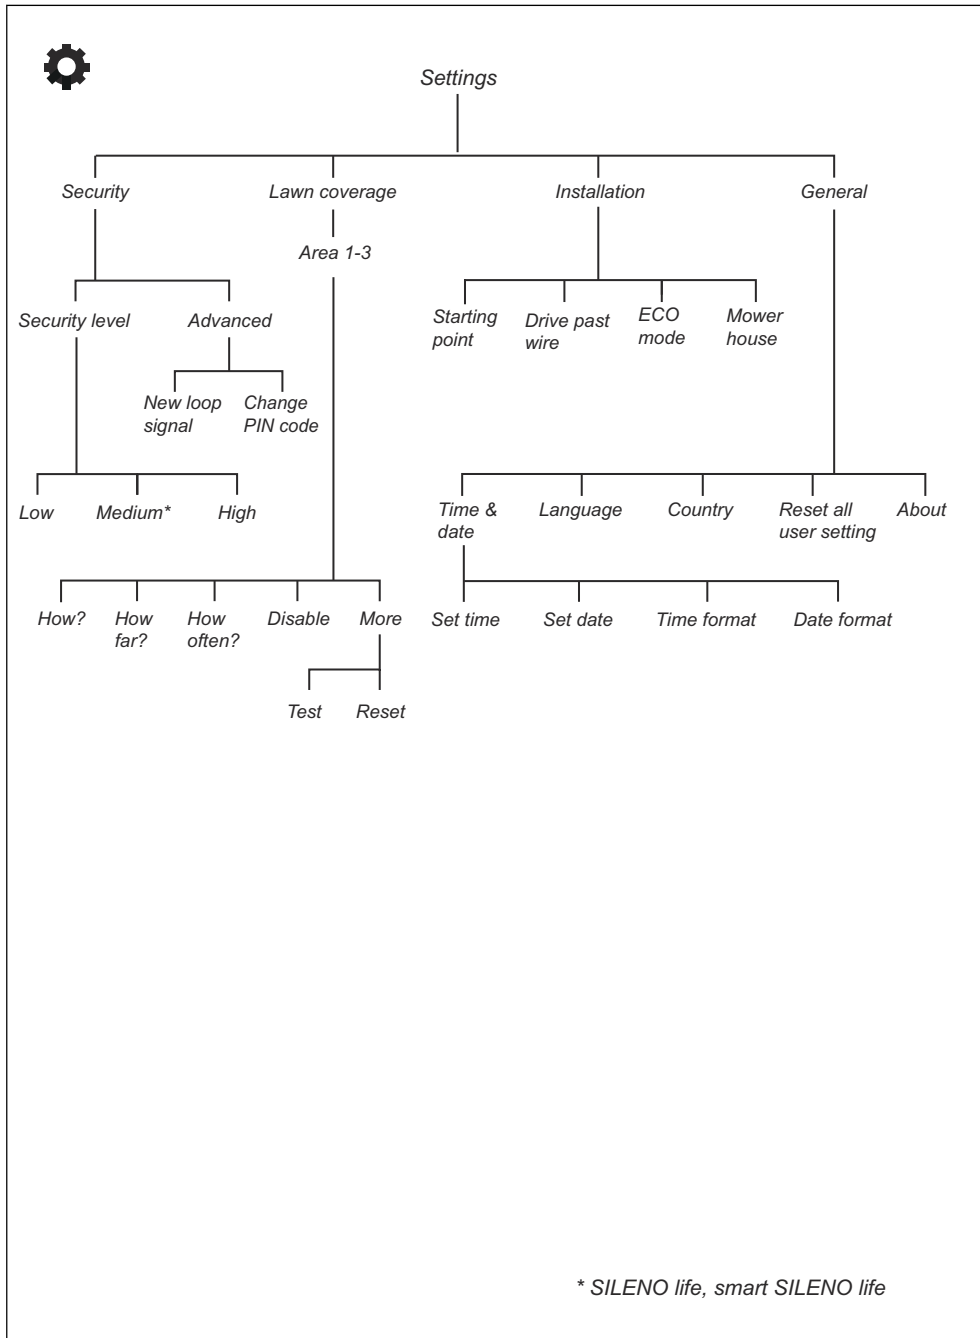 Settings
Security
Lawn coverage
Installation
General
Area 1-3
Security level
Advanced
Starting
point
Drive past
wire
ECO
mode
Mower
house
New loop
signal
Change
PIN code
Low
Medium*
High
Time &
date
Language
Country
Reset all
user setting
About
How?
How
far?
How
often?
Disable
More
Set time
Set date
Time format
Date format
Test
Reset
* SILENO life, smart SILENO life